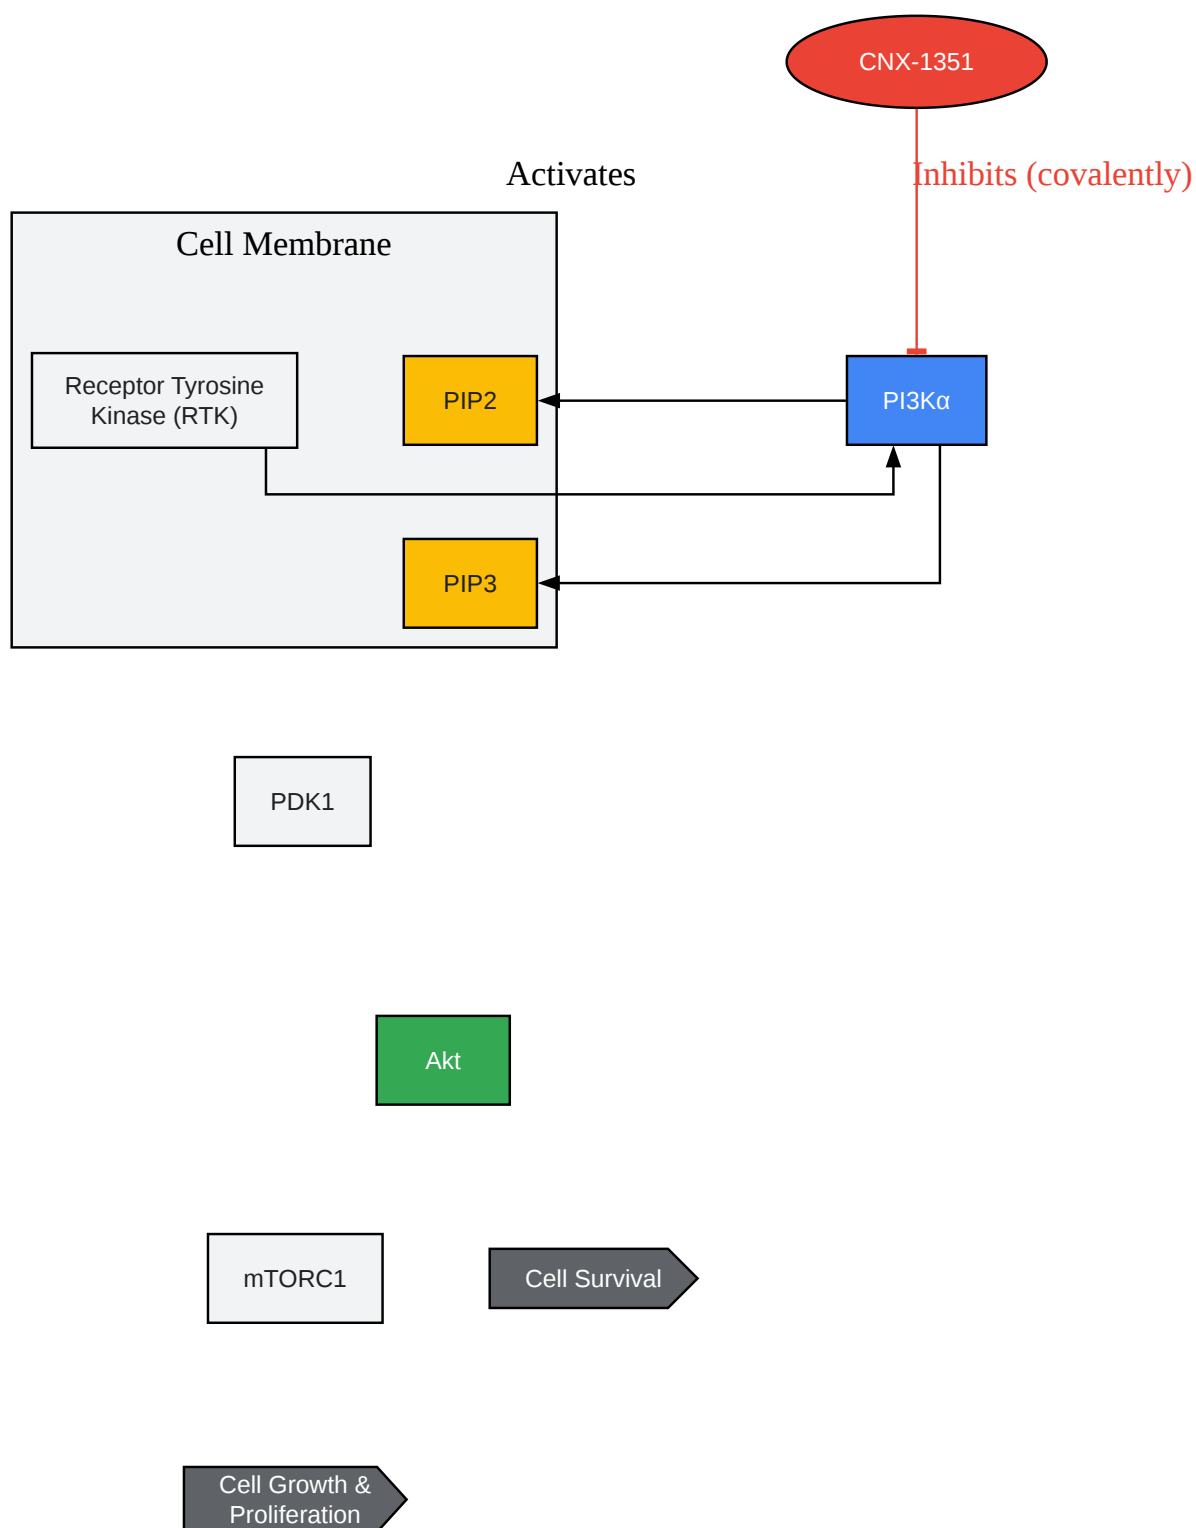 CNX-1351
Activates
Inhibits (covalently)
Cell Membrane
Receptor Tyrosine
Kinase (RTK)
PIP2
PI3Kα
PIP3
PDK1
Akt
mTORC1
Cell Survival
Cell Growth &
Proliferation